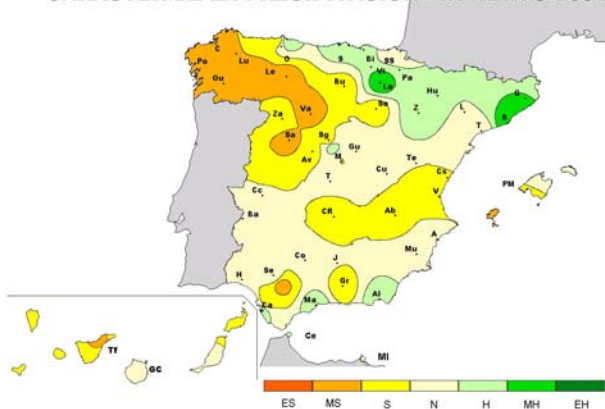 C
Lu
O
S
Bi
SS
Po
Le
Vi
Pa
Ou
Bu
Lo
Hu
G
Za
Va
So
Z
L
B
T
Sa
Sg
Av
M
Gu
Te
T
Cu
Cs
PM
Cc
V
CR
Ab
Ba
A
Mu
Co
J
H
Se
Gr
Ca
Ma
Al
Tf
GC
Ce
Ml
ES MS S N H MH EH